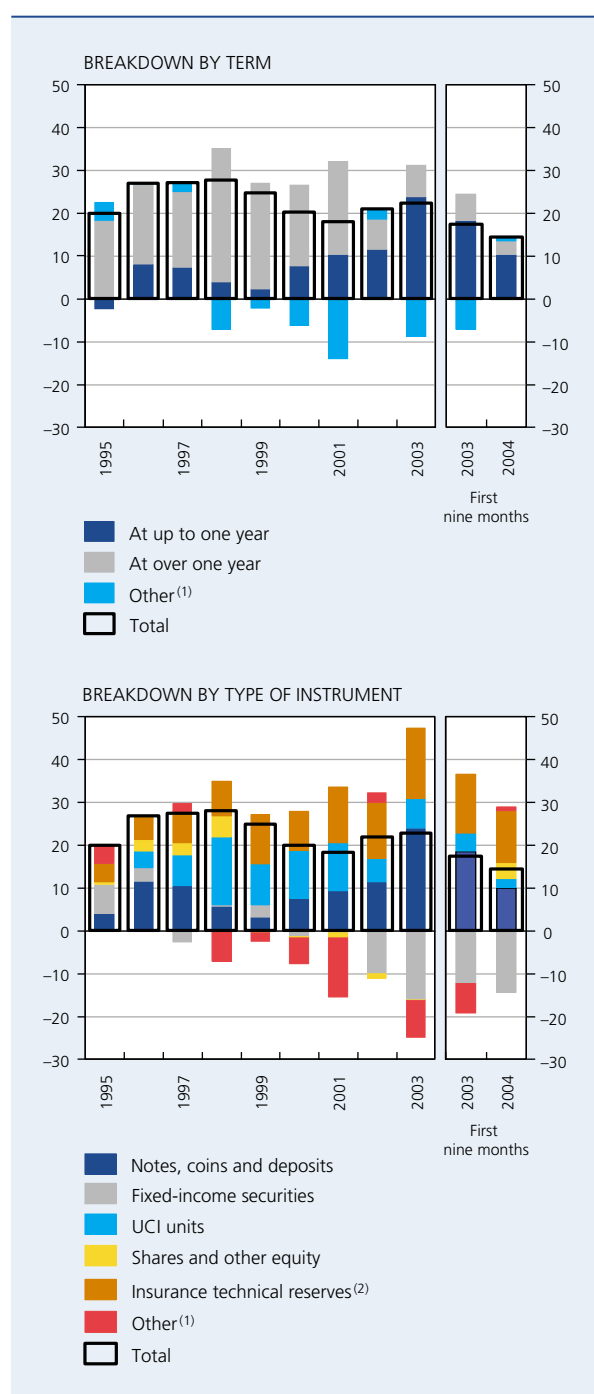 BREAKDOWN BY TERM
50 50
40 40
30 30
20 20
10 10
0 0
–10 –10
–20 –20
–30 –30
1995 1997 1999 2001 2003 2003 2004
First
nine months
At up to one year
At over one year
Other (1)
Total
BREAKDOWN BY TYPE OF INSTRUMENT
50 50
40 40
30 30
20 20
10 10
0 0
–10 –10
–20 –20
–30 –30
1995 1997 1999 2001 2003 2003 2004
First
nine months
Notes, coins and deposits
Fixed-income securities
UCI units
Shares and other equity
Insurance technical reserves (2)
Other (1)
Total